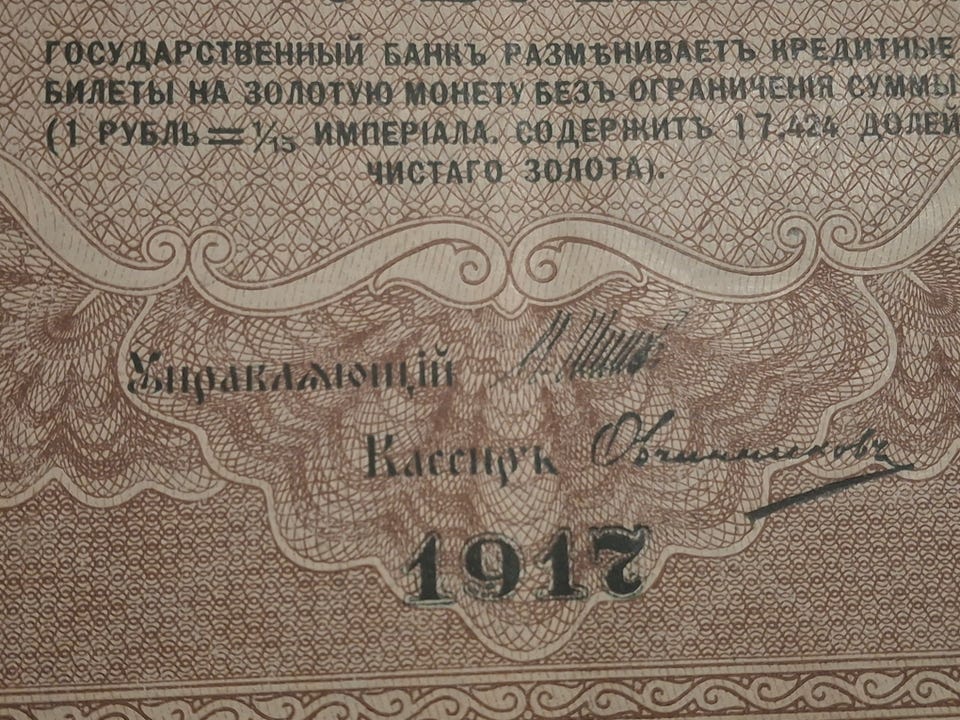 ГОСУДАРСТВЕННЫЙ БАНКЪ РАЗМѢНИВАЕТЪ КРЕДИТНЫЕ
БИЛЕТЫ НА ЗОЛОТУЮ МОНЕТУ БЕЗЪ ОГРАНИЧЕНІЯ СУММЫ
(1 РУБЛЬ = 1/15 ИМПЕРІАЛА. СОДЕРЖИТЪ 17,424 ДОЛЕЙ
ЧИСТАГО ЗОЛОТА).
Управляющій
Кассиръ Овчинниковъ
1917